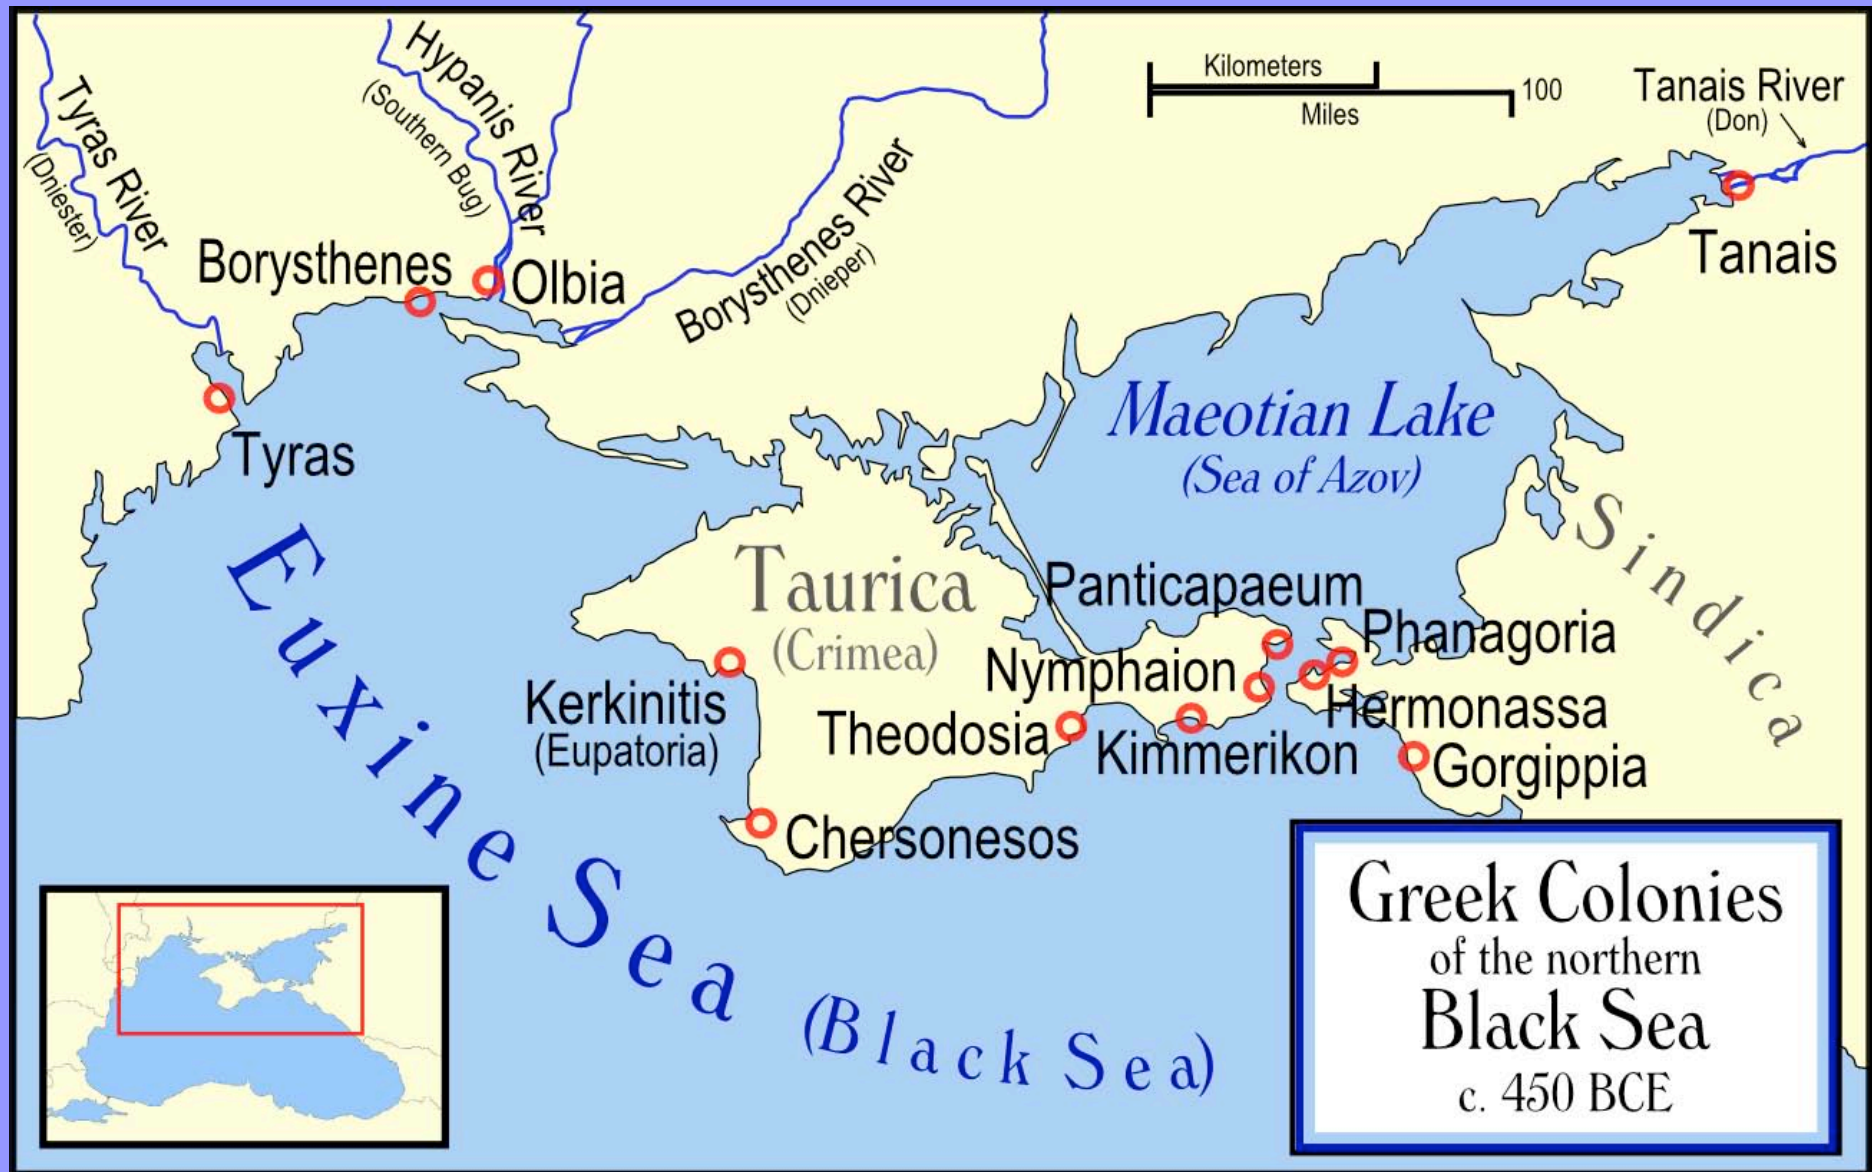 Tyras River
(Dniester)
Hypanis River
(Southern Bug)
Borysthenes River
(Dnieper)
Kilometers
100
Miles
Tanais River
(Don)
Tanais
Borysthenes
Olbia
Tyras
Maeotian Lake
(Sea of Azov)
Sindica
Taurica
(Crimea)
Panticapaeum
Phanagoria
Nymphaion
Hermonassa
Kerkinitis
(Eupatoria)
Theodosia
Kimmerikon
Gorgippia
Chersonesos
Euxine Sea (Black Sea)
Greek Colonies
of the northern
Black Sea
c. 450 BCE